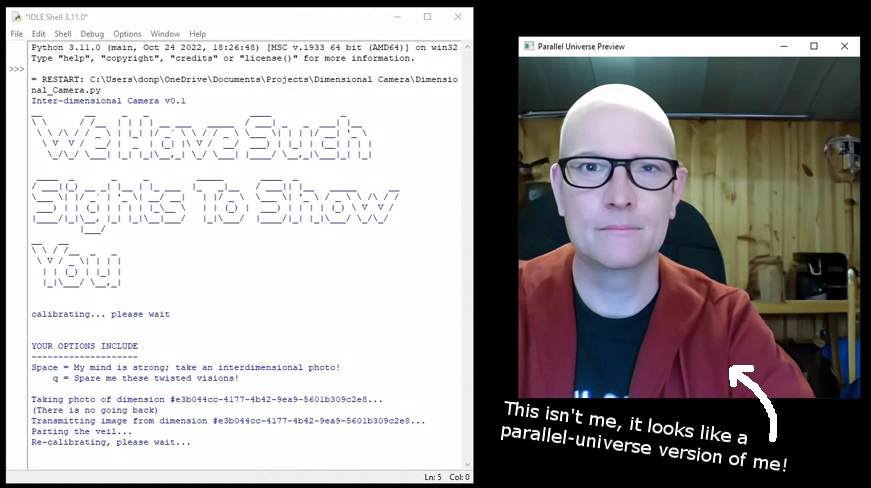 *IDLE Shell 3.11.0*
File Edit Shell Debug Options Window Help
Python 3.11.0 (main, Oct 24 2022, 18:26:48) [MSC v.1933 64 bit (AMD64)] on win32
Type "help", "copyright", "credits" or "license()" for more information.
>>>
= RESTART: C:\Users\donp\OneDrive\Documents\Projects\Dimensional Camera\Dimensio
nal_Camera.py
Inter-dimensional Camera v0.1
We Have Such
Sights To Show
You
calibrating... please wait
YOUR OPTIONS INCLUDE
--------------------
Space = My mind is strong; take an interdimensional photo!
q = Spare me these twisted visions!
Taking photo of dimension #e3b044cc-4177-4b42-9ea9-5601b309c2e8...
(There is no going back)
Transmitting image from dimension #e3b044cc-4177-4b42-9ea9-5601b309c2e8...
Parting the veil...
Re-calibrating, please wait...
Ln: 5 Col: 0
Parallel Universe Preview
This isn't me, it looks like a
parallel-universe version of me!